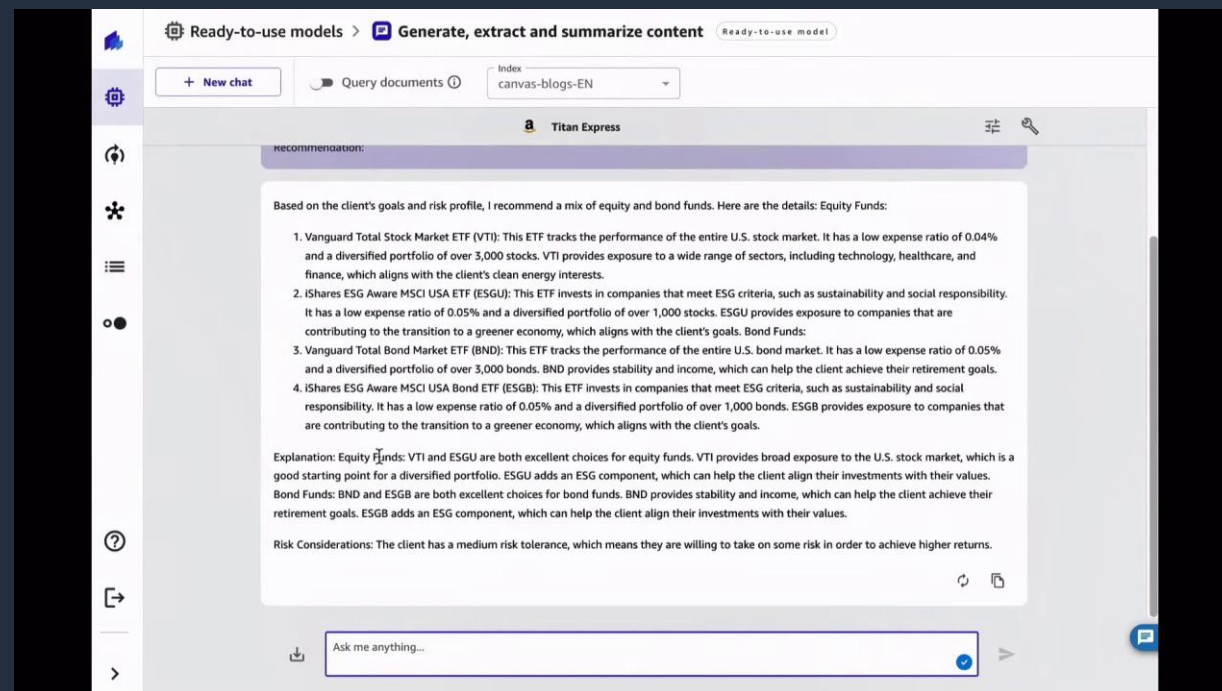 Ready-to-use models > Generate, extract and summarize content Ready-to-use model
+ New chat Query documents Index
canvas-blogs-EN
a Titan Express
Recommendation:
Based on the client's goals and risk profile, I recommend a mix of equity and bond funds. Here are the details: Equity Funds:
1. Vanguard Total Stock Market ETF (VTI): This ETF tracks the performance of the entire U.S. stock market. It has a low expense ratio of 0.04%
and a diversified portfolio of over 3,000 stocks. VTI provides exposure to a wide range of sectors, including technology, healthcare, and
finance, which aligns with the client's clean energy interests.
2. iShares ESG Aware MSCI USA ETF (ESGU): This ETF invests in companies that meet ESG criteria, such as sustainability and social responsibility.
It has a low expense ratio of 0.05% and a diversified portfolio of over 1,000 stocks. ESGU provides exposure to companies that are
contributing to the transition to a greener economy, which aligns with the client's goals. Bond Funds:
3. Vanguard Total Bond Market ETF (BND): This ETF tracks the performance of the entire U.S. bond market. It has a low expense ratio of 0.05%
and a diversified portfolio of over 3,000 bonds. BND provides stability and income, which can help the client achieve their retirement goals.
4. iShares ESG Aware MSCI USA Bond ETF (ESGB): This ETF invests in companies that meet ESG criteria, such as sustainability and social
responsibility. It has a low expense ratio of 0.05% and a diversified portfolio of over 1,000 bonds. ESGB provides exposure to companies that
are contributing to the transition to a greener economy, which aligns with the client's goals.
Explanation: Equity Funds: VTI and ESGU are both excellent choices for equity funds. VTI provides broad exposure to the U.S. stock market, which is a
good starting point for a diversified portfolio. ESGU adds an ESG component, which can help the client align their investments with their values.
Bond Funds: BND and ESGB are both excellent choices for bond funds. BND provides stability and income, which can help the client achieve their
retirement goals. ESGB adds an ESG component, which can help the client align their investments with their values.
Risk Considerations: The client has a medium risk tolerance, which means they are willing to take on some risk in order to achieve higher returns.
Ask me anything...